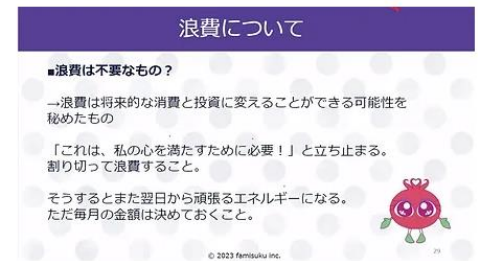 浪費について
■浪費は不要なもの？
→浪費は将来的な消費と投資に変えることができる可能性を
秘めたもの
「これは、私の心を満たすために必要！」と立ち止まる。
割り切って浪費すること。
そうするとまた翌日から頑張るエネルギーになる。
ただ毎月の金額は決めておくこと。
© 2023 famisuku Inc.
29